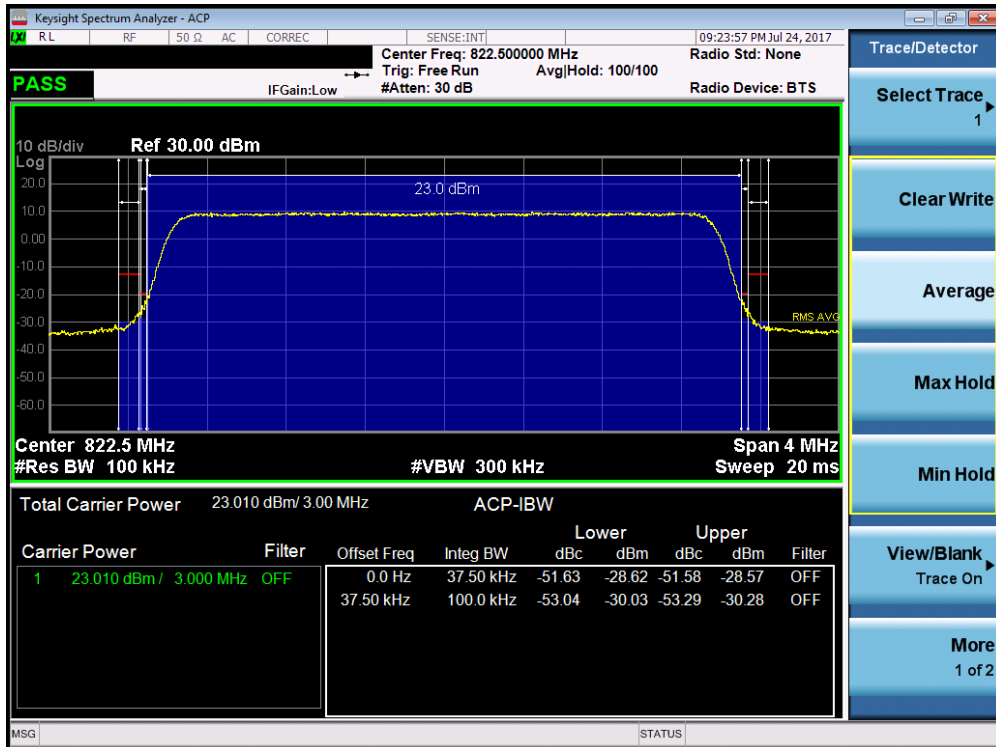 Keysight Spectrum Analyzer - ACP
LXI RL RF 50 Ω AC CORREC SENSE:INT 09:23:57 PM Jul 24, 2017
Center Freq: 822.500000 MHz Radio Std: None
Trig: Free Run Avg|Hold: 100/100
PASS IFGain:Low #Atten: 30 dB Radio Device: BTS
10 dB/div Ref 30.00 dBm
Log
20.0
10.0
0.00
-10.0
-20.0
-30.0
-40.0
-50.0
-60.0
23.0 dBm
RMS AVG
Center 822.5 MHz Span 4 MHz
#Res BW 100 kHz #VBW 300 kHz Sweep 20 ms
Total Carrier Power 23.010 dBm/ 3.00 MHz ACP-IBW
Lower Upper
Carrier Power Filter Offset Freq Integ BW dBc dBm dBc dBm Filter
1 23.010 dBm / 3.000 MHz OFF 0.0 Hz 37.50 kHz -51.63 -28.62 -51.58 -28.57 OFF
37.50 kHz 100.0 kHz -53.04 -30.03 -53.29 -30.28 OFF
MSG STATUS
Trace/Detector
Select Trace
1
Clear Write
Average
Max Hold
Min Hold
View/Blank
Trace On
More
1 of 2